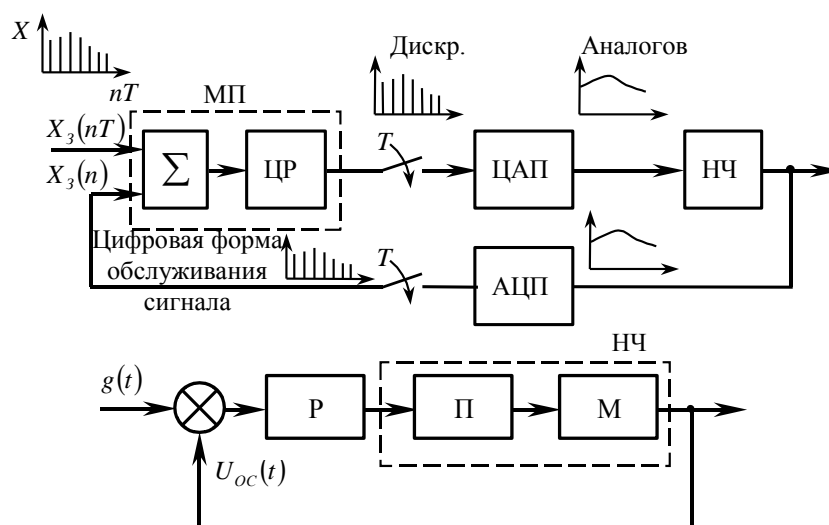 X
nT
Дискр.
Аналогов
МП
X_З(nT)
X_З(n)
Σ
ЦР
T
ЦАП
НЧ
Цифровая форма
обслуживания
сигнала
T
АЦП
НЧ
g(t)
Р
П
М
U_OC(t)